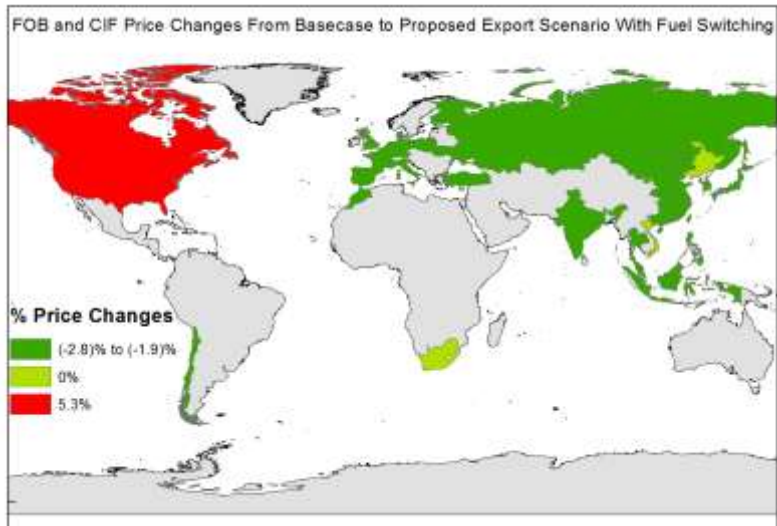 FOB and CIF Price Changes From Basecase to Proposed Export Scenario With Fuel Switching
% Price Changes
(-2.8)% to (-1.9)%
0%
5.3%